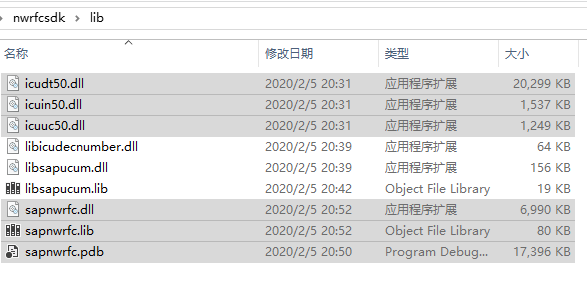 nwrfcsdk › lib
名称 修改日期 类型 大小
icudt50.dll 2020/2/5 20:31 应用程序扩展 20,299 KB
icuin50.dll 2020/2/5 20:31 应用程序扩展 1,537 KB
icuuc50.dll 2020/2/5 20:31 应用程序扩展 1,249 KB
libicudecnumber.dll 2020/2/5 20:39 应用程序扩展 64 KB
libsapucum.dll 2020/2/5 20:39 应用程序扩展 156 KB
libsapucum.lib 2020/2/5 20:42 Object File Library 19 KB
sapnwrfc.dll 2020/2/5 20:52 应用程序扩展 6,990 KB
sapnwrfc.lib 2020/2/5 20:52 Object File Library 80 KB
sapnwrfc.pdb 2020/2/5 20:50 Program Debug... 17,396 KB